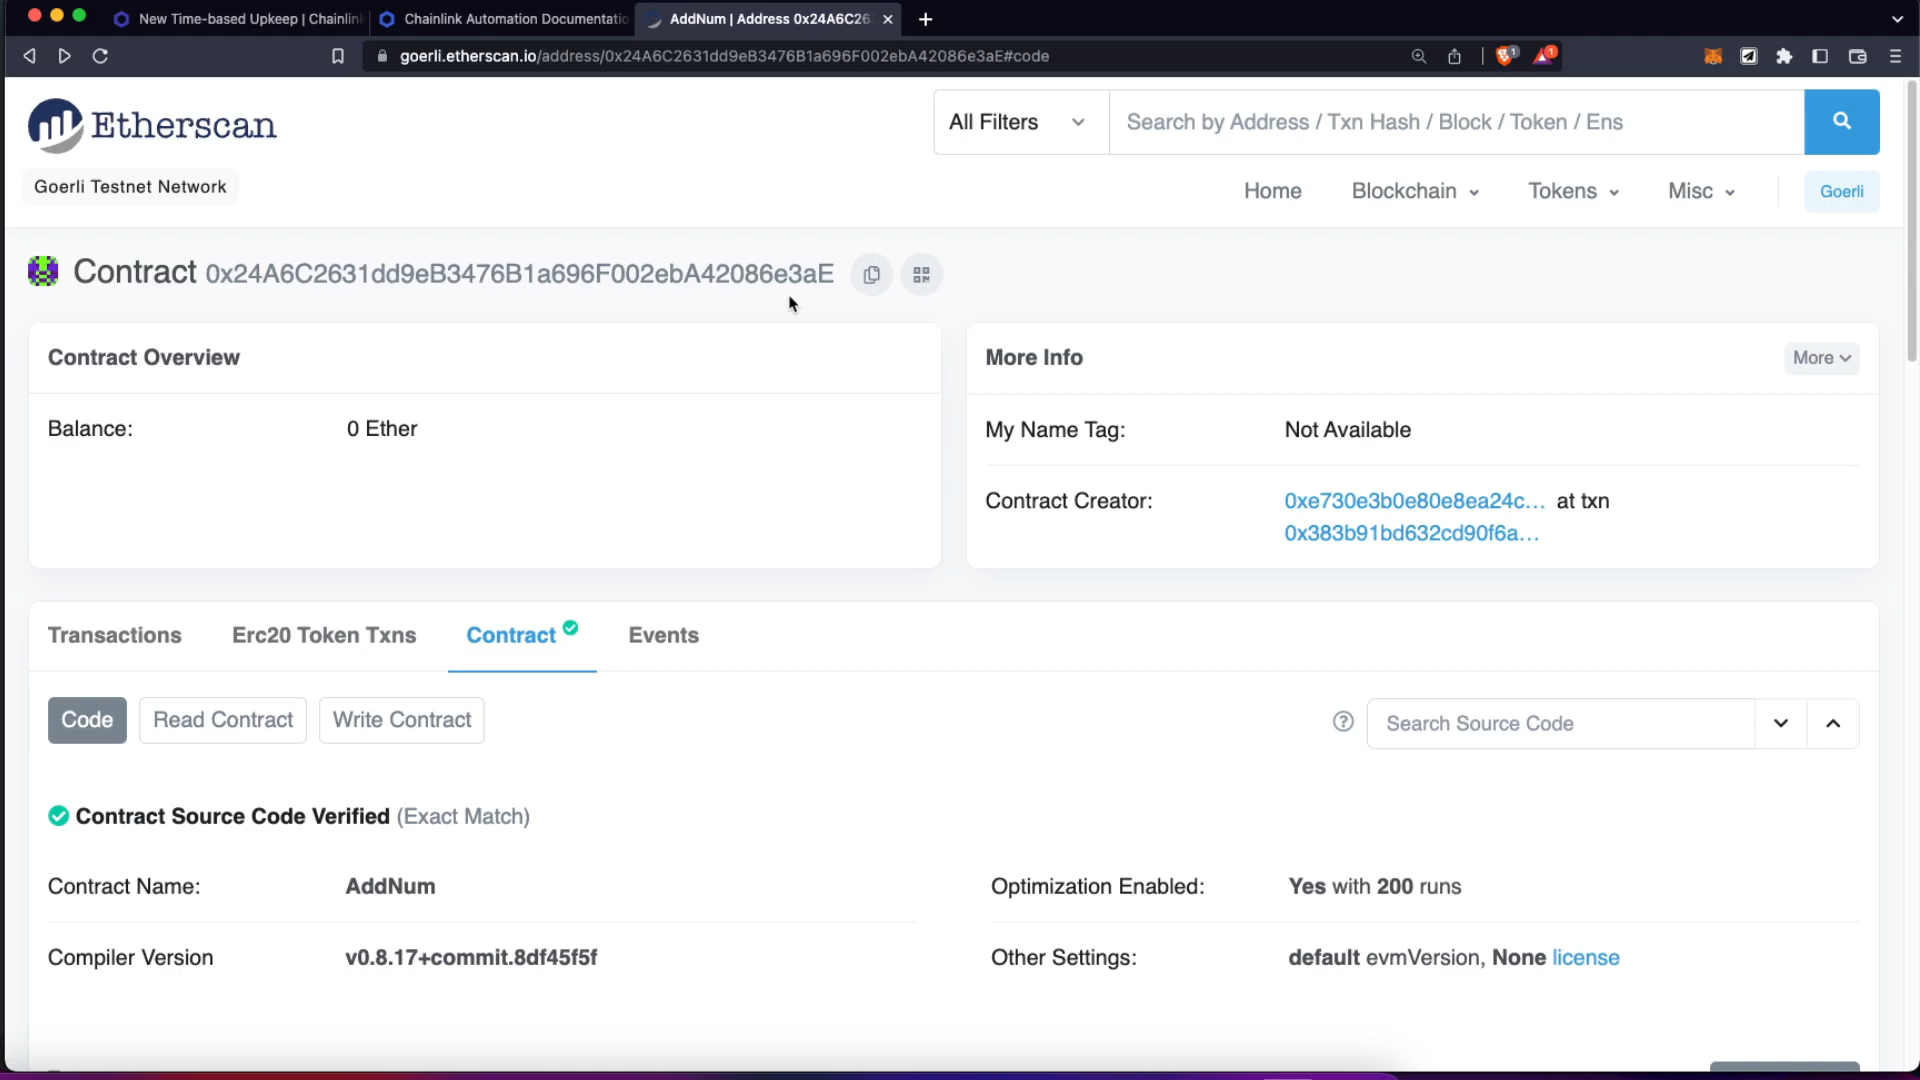 New Time-based Upkeep | Chainlink
Chainlink Automation Documentatio
AddNum | Address 0x24A6C26
goerli.etherscan.io/address/0x24A6C2631dd9eB3476B1a696F002ebA42086e3aE#code
1
1
Etherscan
All Filters
Search by Address / Txn Hash / Block / Token / Ens
Goerli Testnet Network
Home
Blockchain
Tokens
Misc
Goerli
Contract 0x24A6C2631dd9eB3476B1a696F002ebA42086e3aE
Contract Overview
More Info
More
Balance:
0 Ether
My Name Tag:
Not Available
Contract Creator:
0xe730e3b0e80e8ea24c... at txn
0x383b91bd632cd90f6a...
Transactions
Erc20 Token Txns
Contract
Events
Code
Read Contract
Write Contract
Search Source Code
Contract Source Code Verified (Exact Match)
Contract Name:
AddNum
Optimization Enabled:
Yes with 200 runs
Compiler Version
v0.8.17+commit.8df45f5f
Other Settings:
default evmVersion, None license